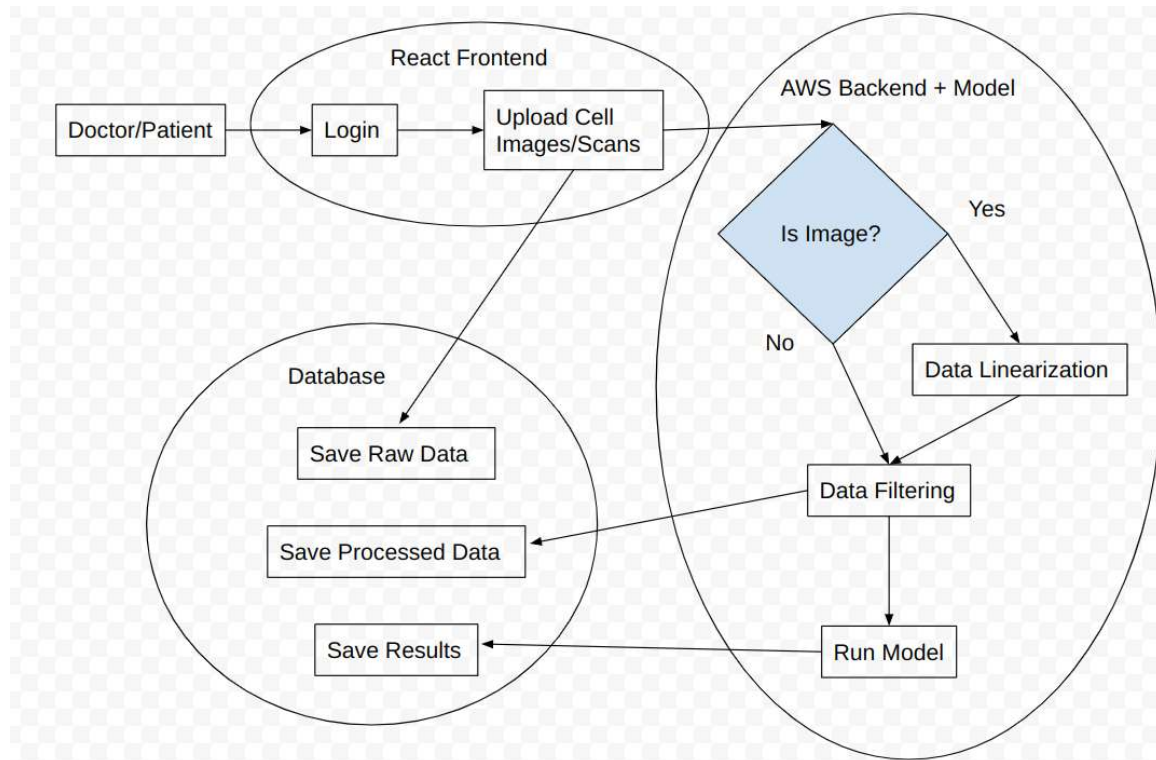 React Frontend
AWS Backend + Model
Doctor/Patient
Login
Upload Cell
Images/Scans
Is Image?
Yes
No
Data Linearization
Database
Save Raw Data
Data Filtering
Save Processed Data
Save Results
Run Model